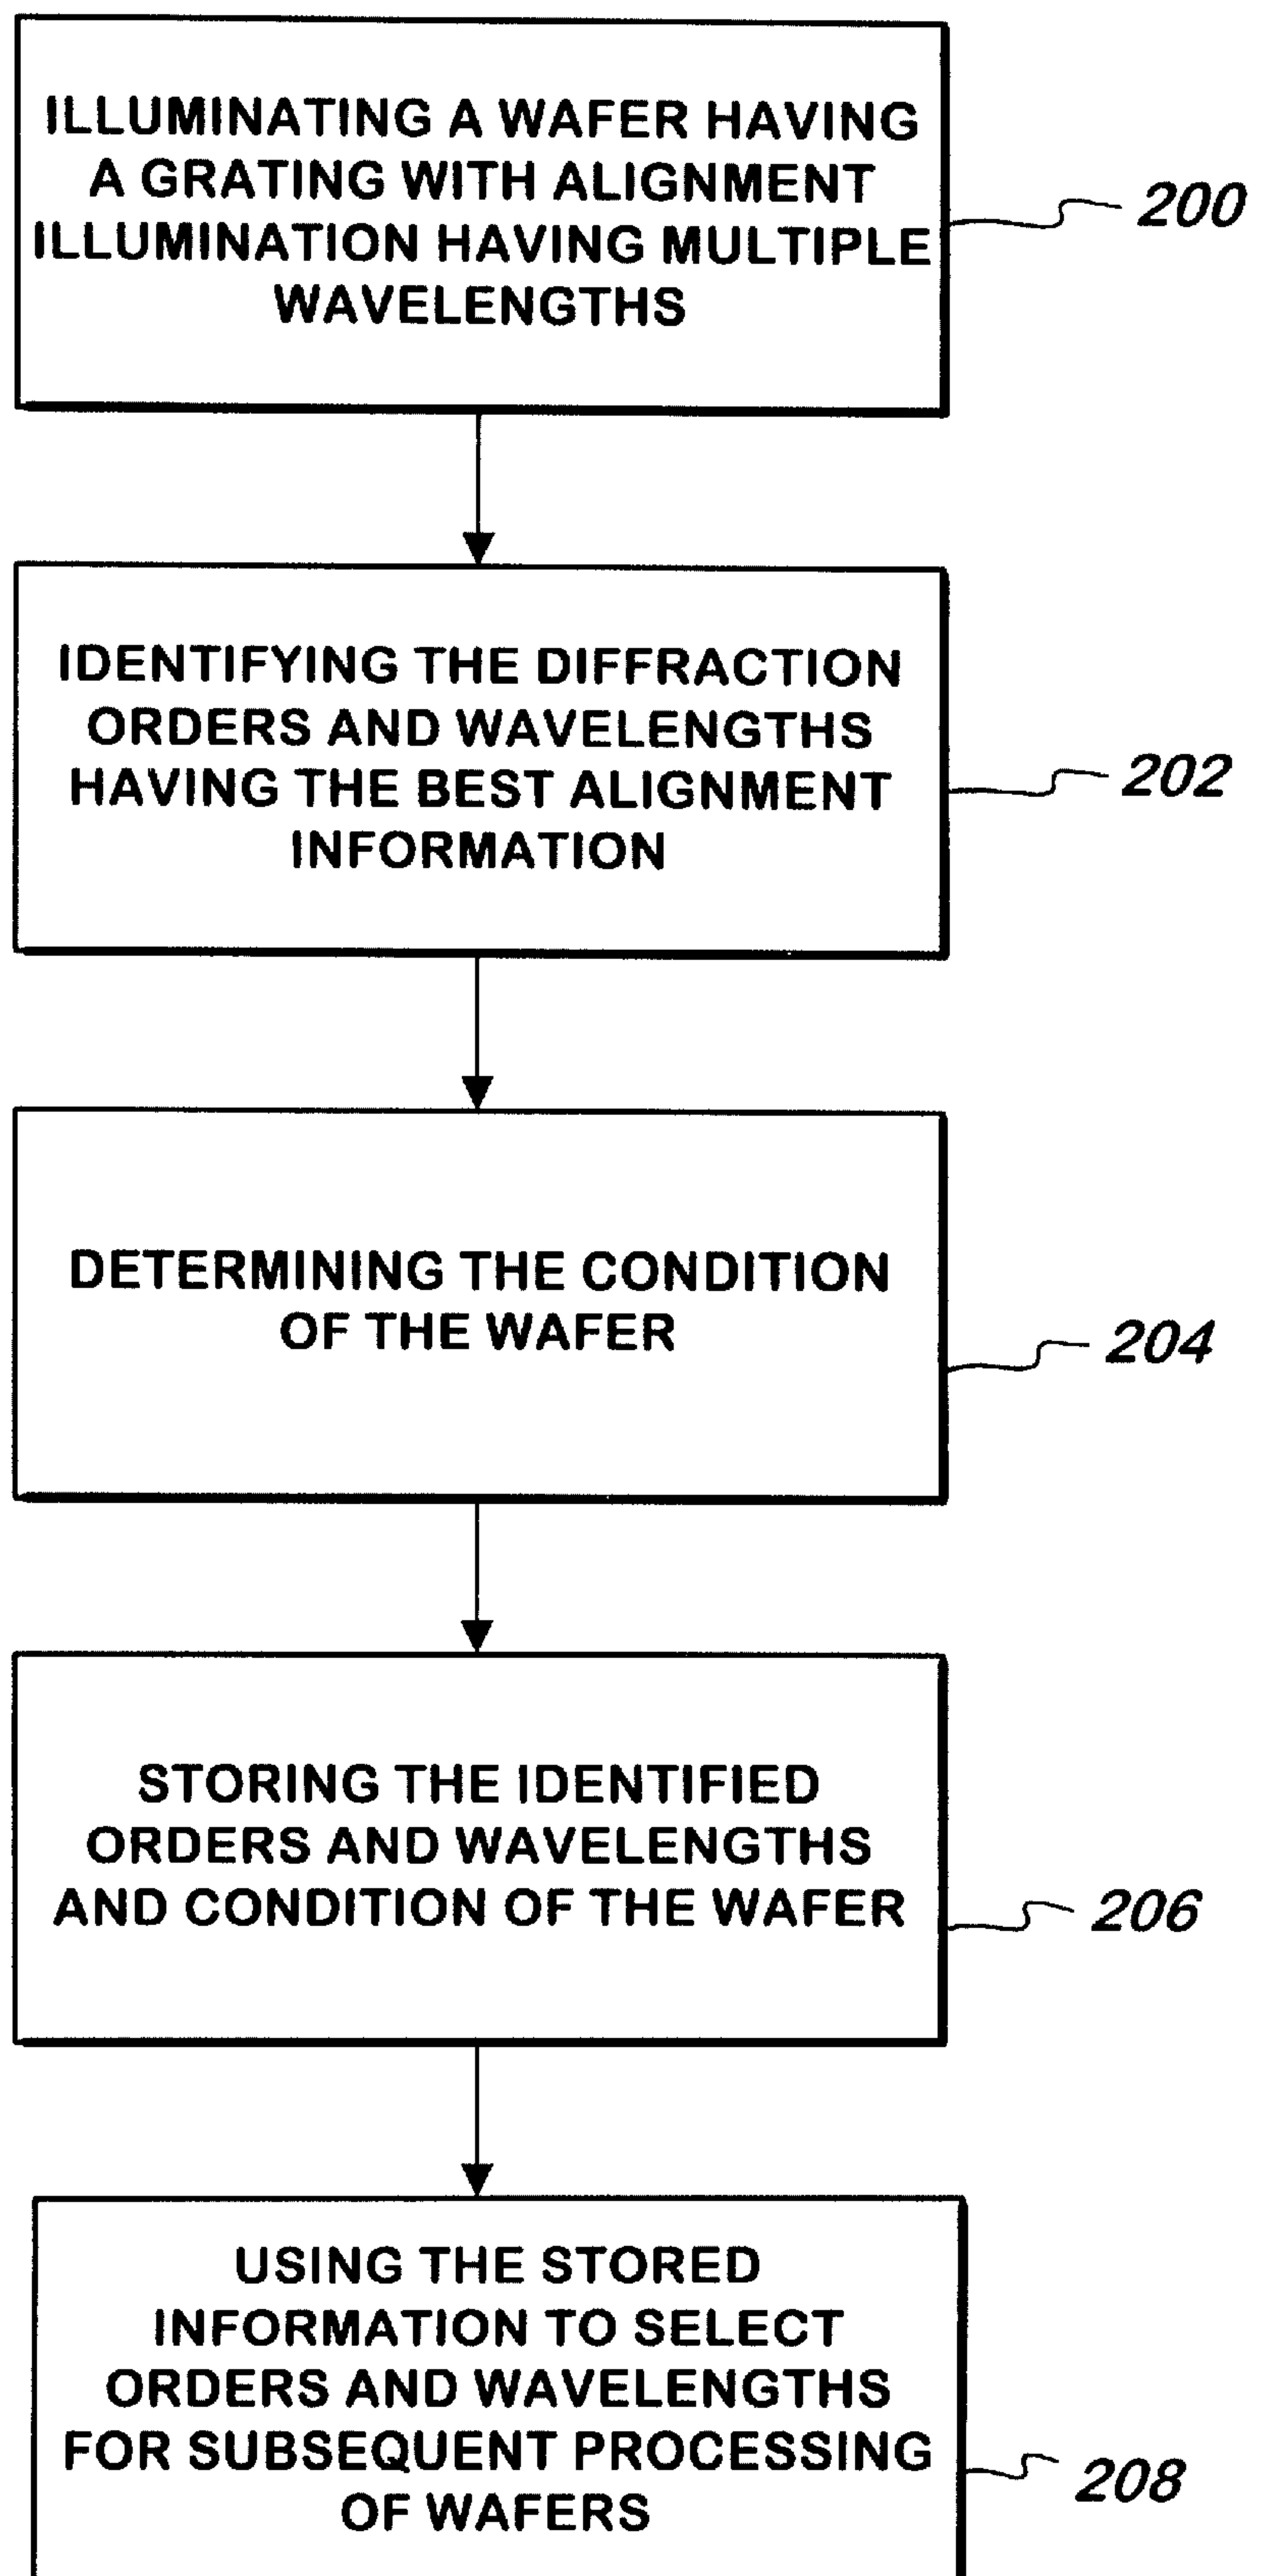 ILLUMINATING A WAFER HAVING
A GRATING WITH ALIGNMENT
ILLUMINATION HAVING MULTIPLE
WAVELENGTHS
200
IDENTIFYING THE DIFFRACTION
ORDERS AND WAVELENGTHS
HAVING THE BEST ALIGNMENT
INFORMATION
202
DETERMINING THE CONDITION
OF THE WAFER
204
STORING THE IDENTIFIED
ORDERS AND WAVELENGTHS
AND CONDITION OF THE WAFER
206
USING THE STORED
INFORMATION TO SELECT
ORDERS AND WAVELENGTHS
FOR SUBSEQUENT PROCESSING
OF WAFERS
208